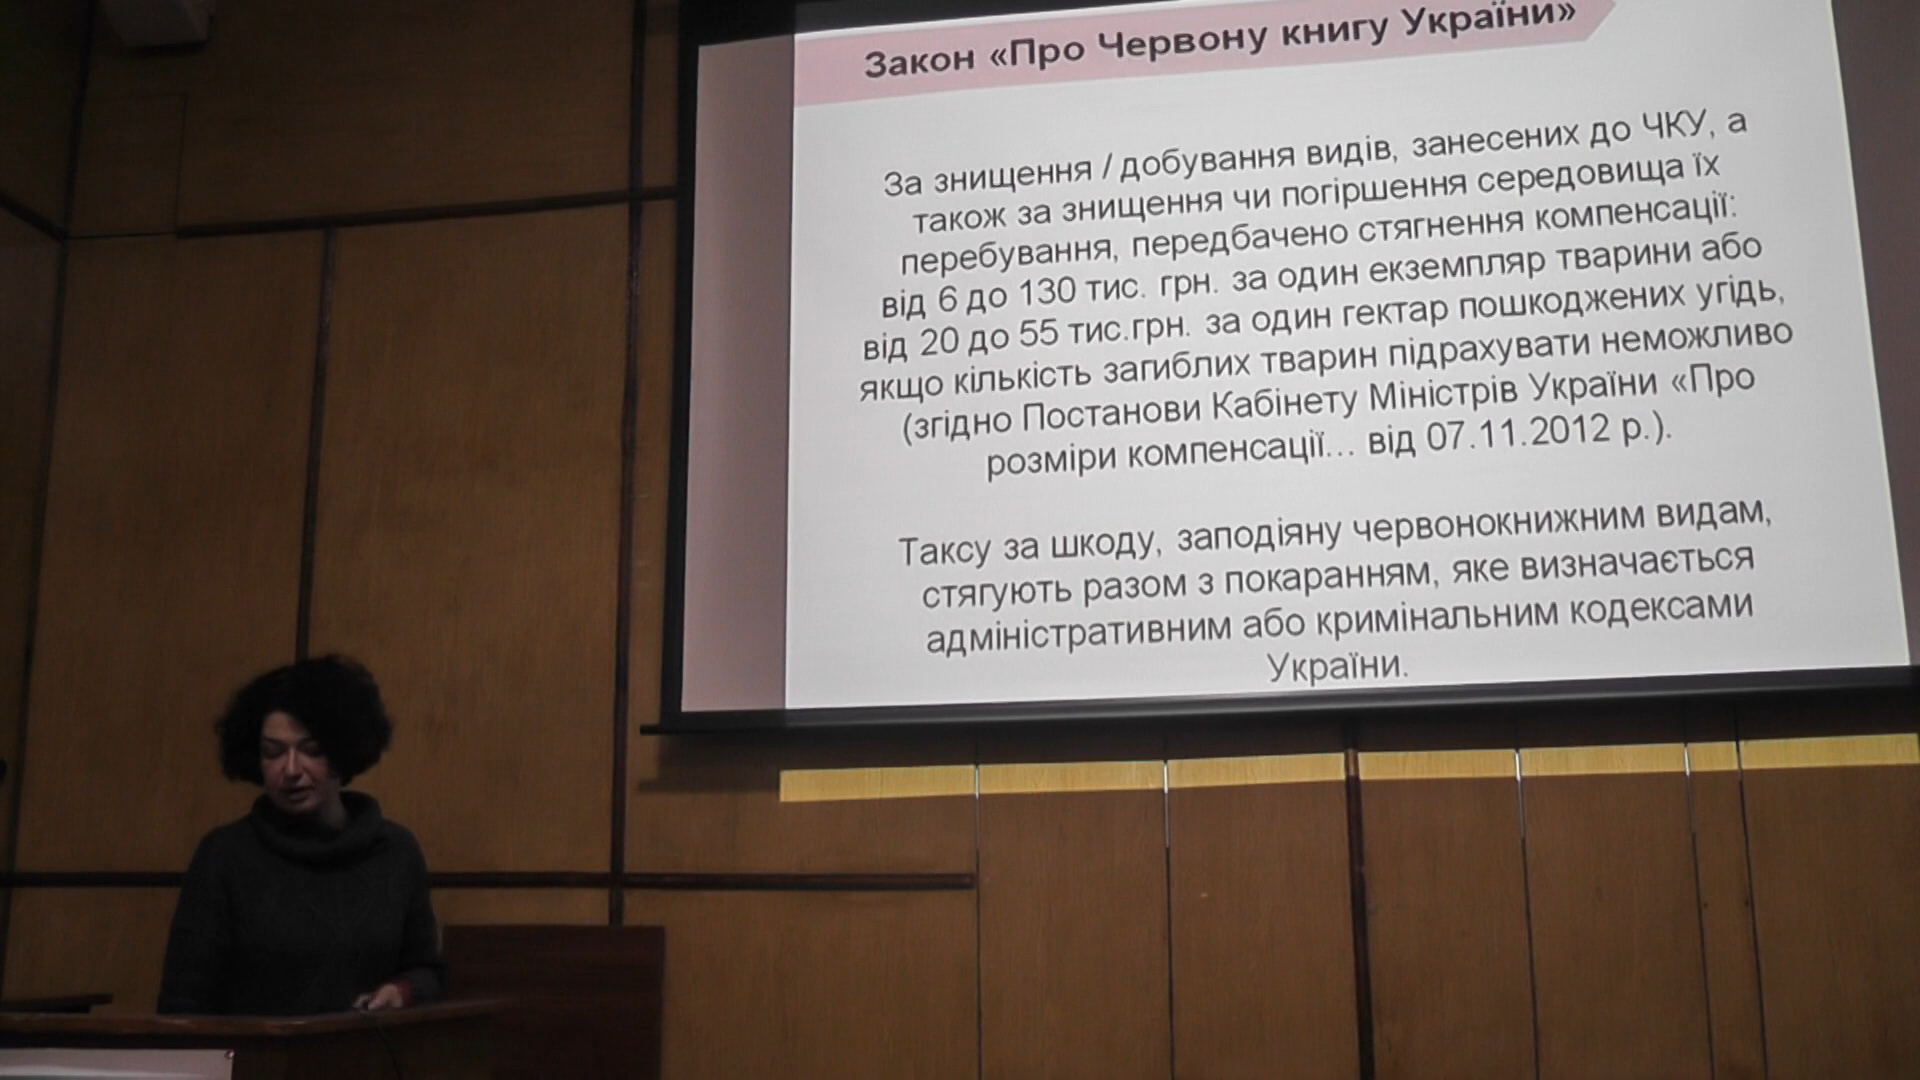 Закон «Про Червону книгу України»
За знищення / добування видів, занесених до ЧКУ, а
також за знищення чи погіршення середовища їх
перебування, передбачено стягнення компенсації:
від 6 до 130 тис. грн. за один екземпляр тварини або
від 20 до 55 тис.грн. за один гектар пошкоджених угідь,
якщо кількість загиблих тварин підрахувати неможливо
(згідно Постанови Кабінету Міністрів України «Про
розміри компенсації... від 07.11.2012 р.).
Таксу за шкоду, заподіяну червонокнижним видам,
стягують разом з покаранням, яке визначається
адміністративним або кримінальним кодексами
України.